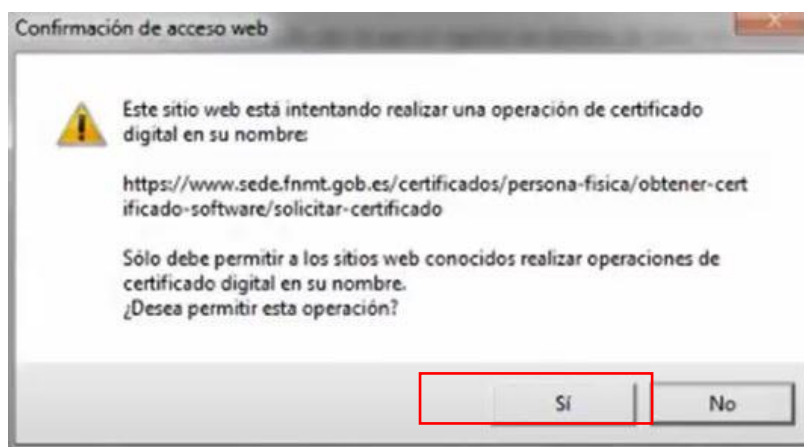 Confirmación de acceso web
Este sitio web está intentando realizar una operación de certificado
digital en su nombre:
https://www.sede.fnmt.gob.es/certificados/persona-fisica/obtener-cert
ificado-software/solicitar-certificado
Sólo debe permitir a los sitios web conocidos realizar operaciones de
certificado digital en su nombre.
¿Desea permitir esta operación?
Sí
No